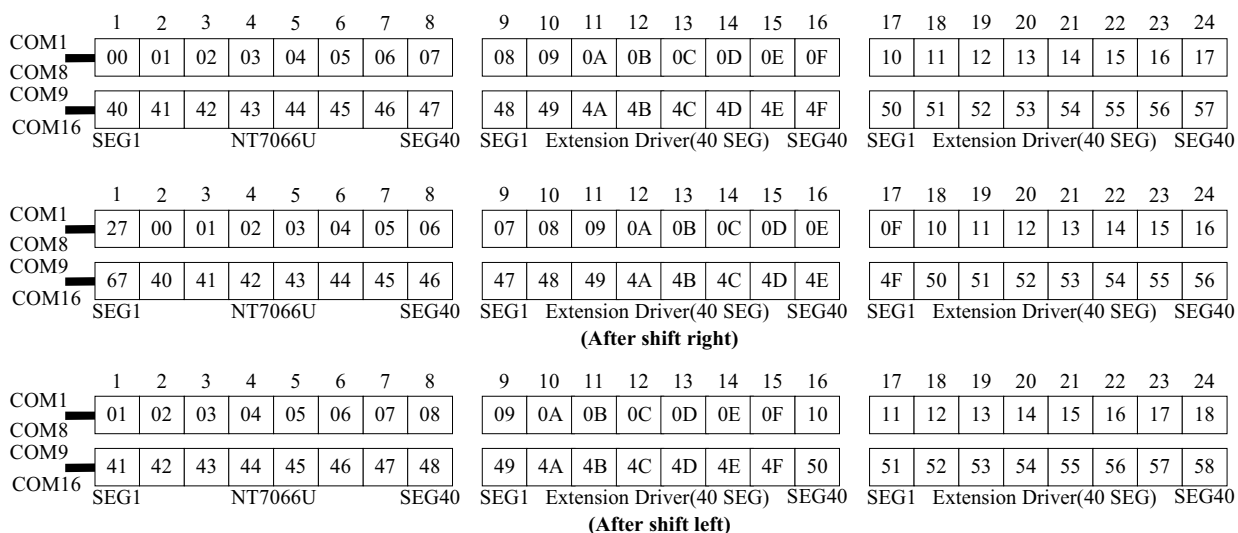 1 2 3 4 5 6 7 8 9 10 11 12 13 14 15 16 17 18 19 20 21 22 23 24
COM1
00 01 02 03 04 05 06 07 08 09 0A 0B 0C 0D 0E 0F 10 11 12 13 14 15 16 17
COM8
COM9
40 41 42 43 44 45 46 47 48 49 4A 4B 4C 4D 4E 4F 50 51 52 53 54 55 56 57
COM16
SEG1 NT7066U SEG40 SEG1 Extension Driver(40 SEG) SEG40 SEG1 Extension Driver(40 SEG) SEG40
1 2 3 4 5 6 7 8 9 10 11 12 13 14 15 16 17 18 19 20 21 22 23 24
COM1
27 00 01 02 03 04 05 06 07 08 09 0A 0B 0C 0D 0E 0F 10 11 12 13 14 15 16
COM8
COM9
67 40 41 42 43 44 45 46 47 48 49 4A 4B 4C 4D 4E 4F 50 51 52 53 54 55 56
COM16
SEG1 NT7066U SEG40 SEG1 Extension Driver(40 SEG) SEG40 SEG1 Extension Driver(40 SEG) SEG40
(After shift right)
1 2 3 4 5 6 7 8 9 10 11 12 13 14 15 16 17 18 19 20 21 22 23 24
COM1
01 02 03 04 05 06 07 08 09 0A 0B 0C 0D 0E 0F 10 11 12 13 14 15 16 17 18
COM8
COM9
41 42 43 44 45 46 47 48 49 4A 4B 4C 4D 4E 4F 50 51 52 53 54 55 56 57 58
COM16
SEG1 NT7066U SEG40 SEG1 Extension Driver(40 SEG) SEG40 SEG1 Extension Driver(40 SEG) SEG40
(After shift left)